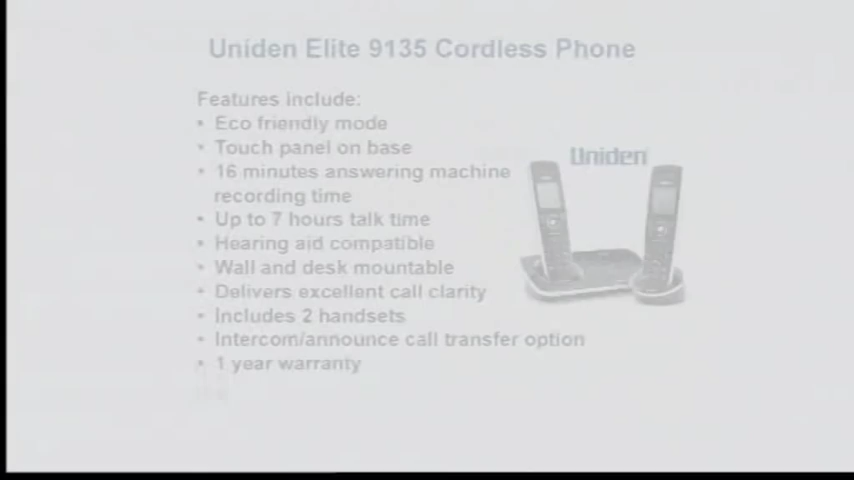 Uniden Elite 9135 Cordless Phone
Features include:
• Eco friendly mode
• Touch panel on base
• 16 minutes answering machine
recording time
• Up to 7 hours talk time
• Hearing aid compatible
• Wall and desk mountable
• Delivers excellent call clarity
• Includes 2 handsets
• Intercom/announce call transfer option
• 1 year warranty
Uniden